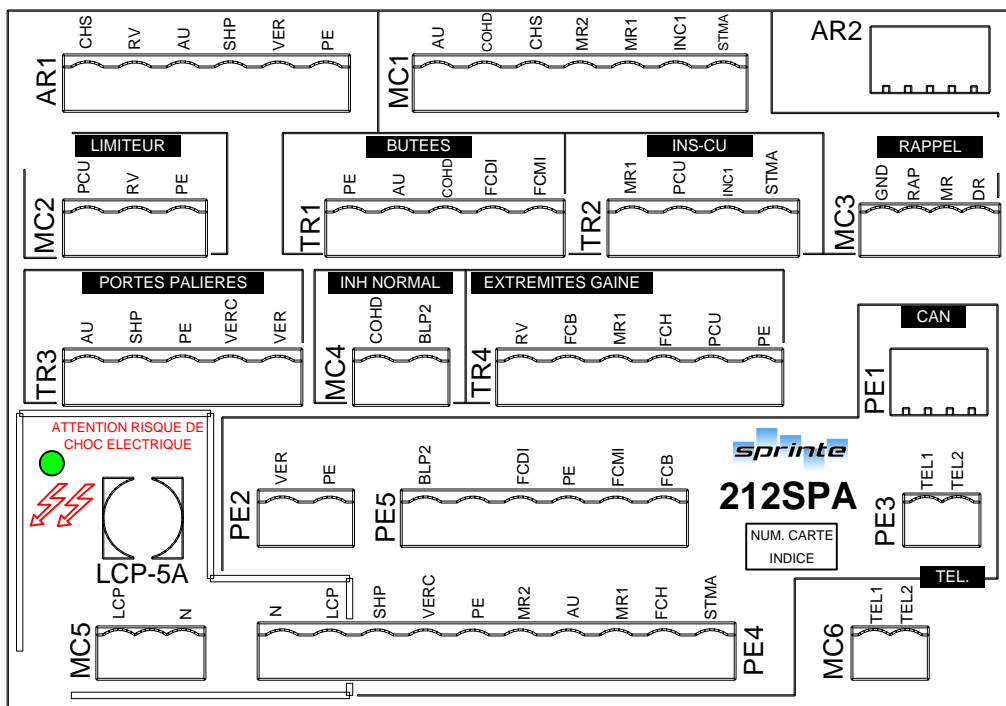 AR1
CHS
RV
AU
SHP
VER
PE
MC1
AU
COHD
CHS
MR2
MR1
INC1
STMA
AR2
LIMITEUR
MC2
PCU
RV
PE
BUTEES
TR1
PE
AU
COHD
FCDI
FCMI
INS-CU
TR2
MR1
PCU
INC1
STMA
RAPPEL
MC3
GND
RAP
MR
DR
PORTES PALIERES
TR3
AU
SHP
PE
VERC
VER
INH NORMAL
MC4
COHD
BLP2
EXTREMITES GAINE
TR4
RV
FCB
MR1
FCH
PCU
PE
CAN
PE1
ATTENTION RISQUE DE
CHOC ELECTRIQUE
LCP-5A
PE2
VER
PE
PE5
BLP2
FCDI
PE
FCMI
FCB
sprinte
212SPA
NUM. CARTE
INDICE
PE3
TEL1
TEL2
MC5
LCP
N
N
LCP
SHP
VERC
PE
MR2
AU
MR1
FCH
STMA
PE4
TEL.
MC6
TEL1
TEL2